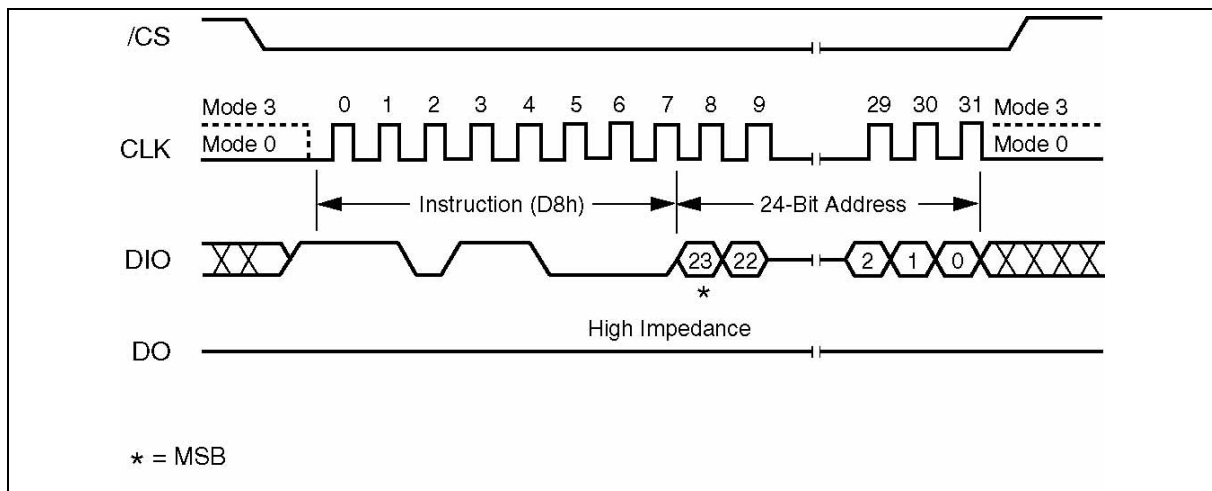 /CS
Mode 3 0 1 2 3 4 5 6 7 8 9 29 30 31 Mode 3
CLK Mode 0 Mode 0
Instruction (D8h) 24-Bit Address
DIO 23 22 2 1 0
*
High Impedance
DO
* = MSB